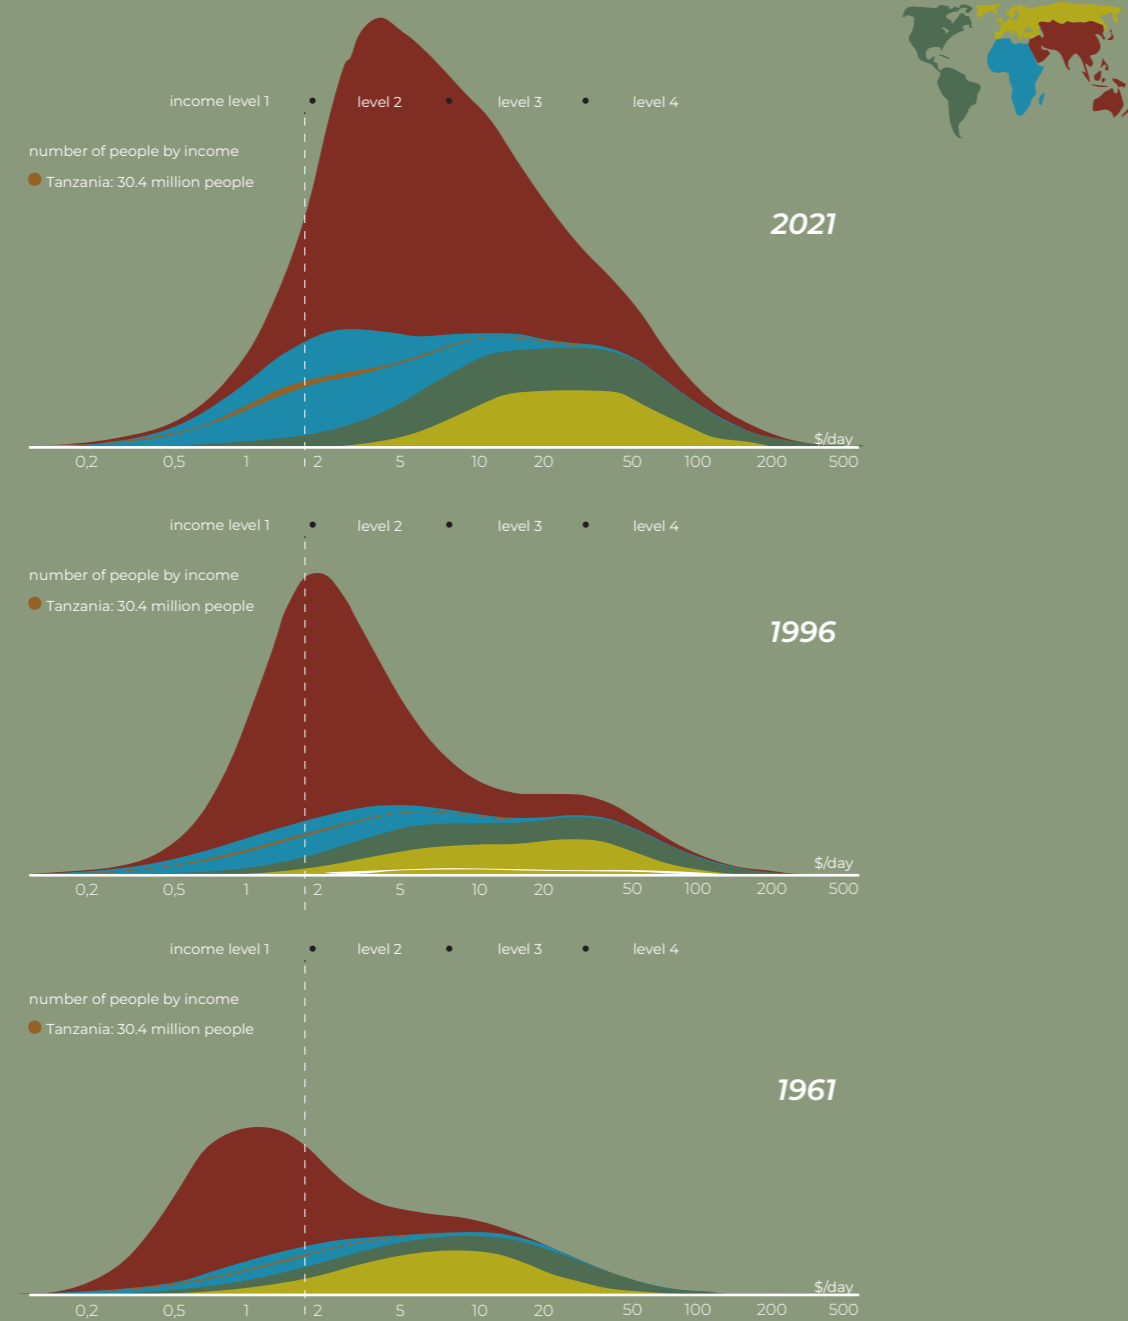 income level 1 level 2 level 3 level 4
number of people by income
Tanzania: 30.4 million people
2021
$/day
0,2 0,5 1 2 5 10 20 50 100 200 500
income level 1 level 2 level 3 level 4
number of people by income
Tanzania: 30.4 million people
1996
$/day
0,2 0,5 1 2 5 10 20 50 100 200 500
income level 1 level 2 level 3 level 4
number of people by income
Tanzania: 30.4 million people
1961
$/day
0,2 0,5 1 2 5 10 20 50 100 200 500